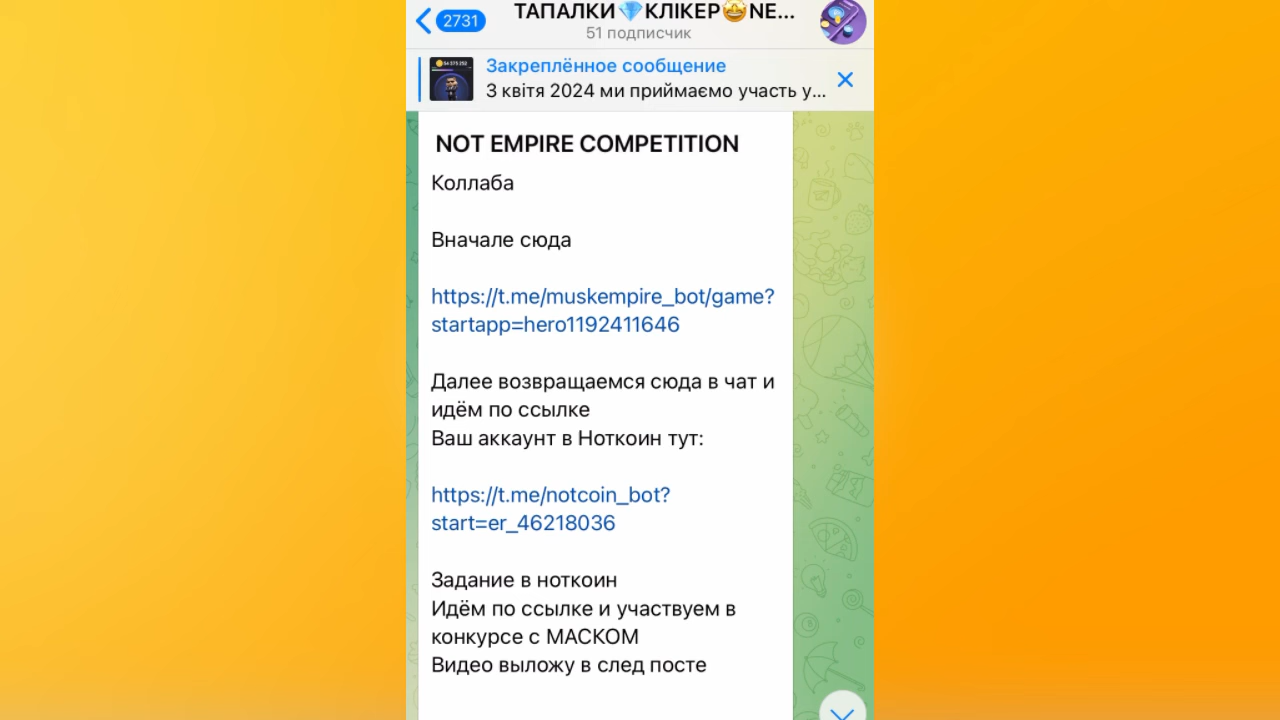 2731
ТАПАЛКИ💎КЛІКЕР🤩NE...
51 подписчик
Закреплённое сообщение
З квітя 2024 ми приймаємо участь у...
NOT EMPIRE COMPETITION
Коллаба
Вначале сюда
https://t.me/muskempire_bot/game?
startapp=hero1192411646
Далее возвращаемся сюда в чат и
идём по ссылке
Ваш аккаунт в Ноткоин тут:
https://t.me/notcoin_bot?
start=er_46218036
Задание в ноткоин
Идём по ссылке и участвуем в
конкурсе с МАСКОМ
Видео выложу в след посте